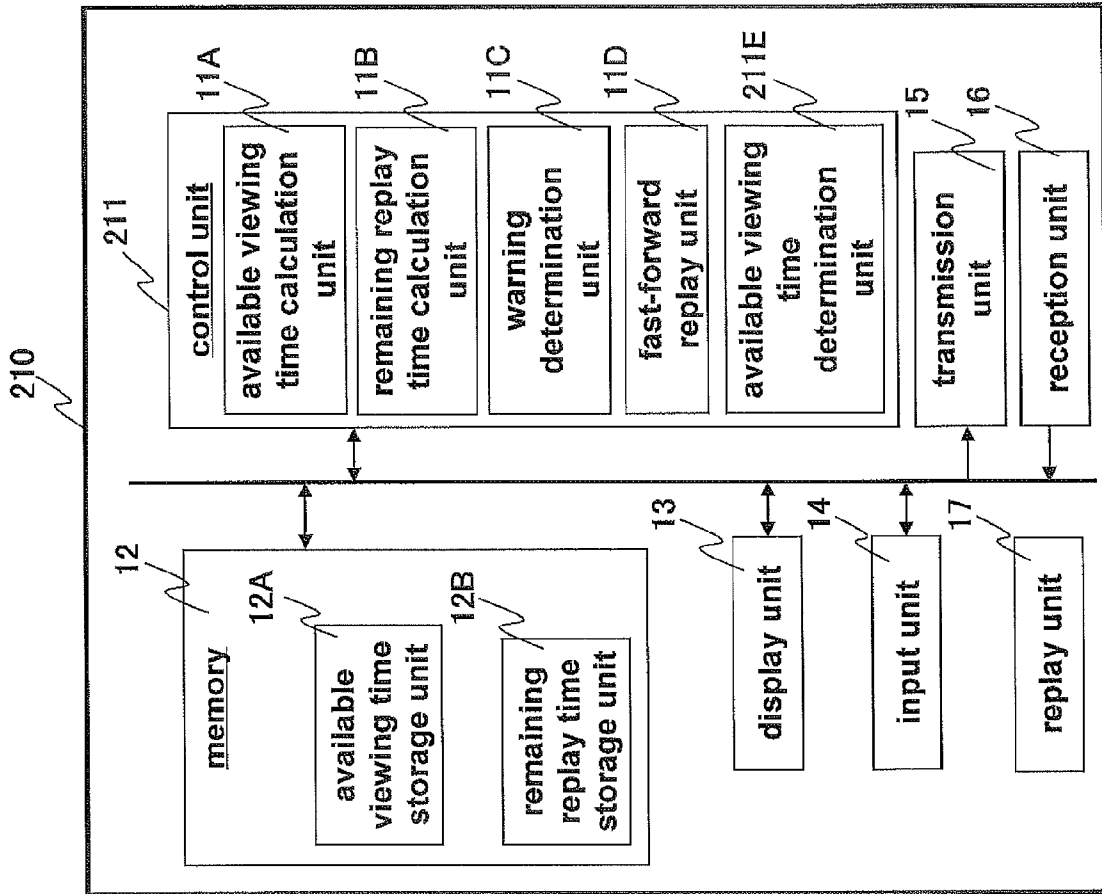 210
211
control unit
available viewing
time calculation
unit
11A
remaining replay
time calculation
unit
11B
warning
determination
unit
11C
fast-forward
replay unit
11D
available viewing
time
determination
unit
211E
transmission
unit
15
reception unit
16
12
memory
12A
available
viewing time
storage unit
12B
remaining
replay time
storage unit
13
display unit
14
input unit
17
replay unit